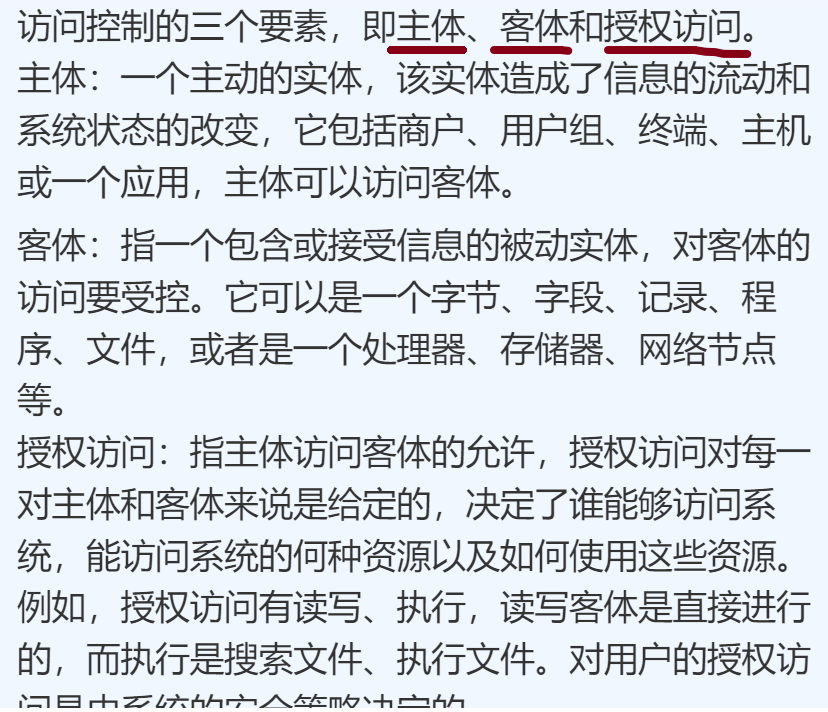 访问控制的三个要素，即主体、客体和授权访问。
主体：一个主动的实体，该实体造成了信息的流动和
系统状态的改变，它包括商户、用户组、终端、主机
或一个应用，主体可以访问客体。
客体：指一个包含或接受信息的被动实体，对客体的
访问要受控。它可以是一个字节、字段、记录、程
序、文件，或者是一个处理器、存储器、网络节点
等。
授权访问：指主体访问客体的允许，授权访问对每一
对主体和客体来说是给定的，决定了谁能够访问系
统，能访问系统的何种资源以及如何使用这些资源。
例如，授权访问有读写、执行，读写客体是直接进行
的，而执行是搜索文件、执行文件。对用户的授权访
问是由系统的安全策略决定的